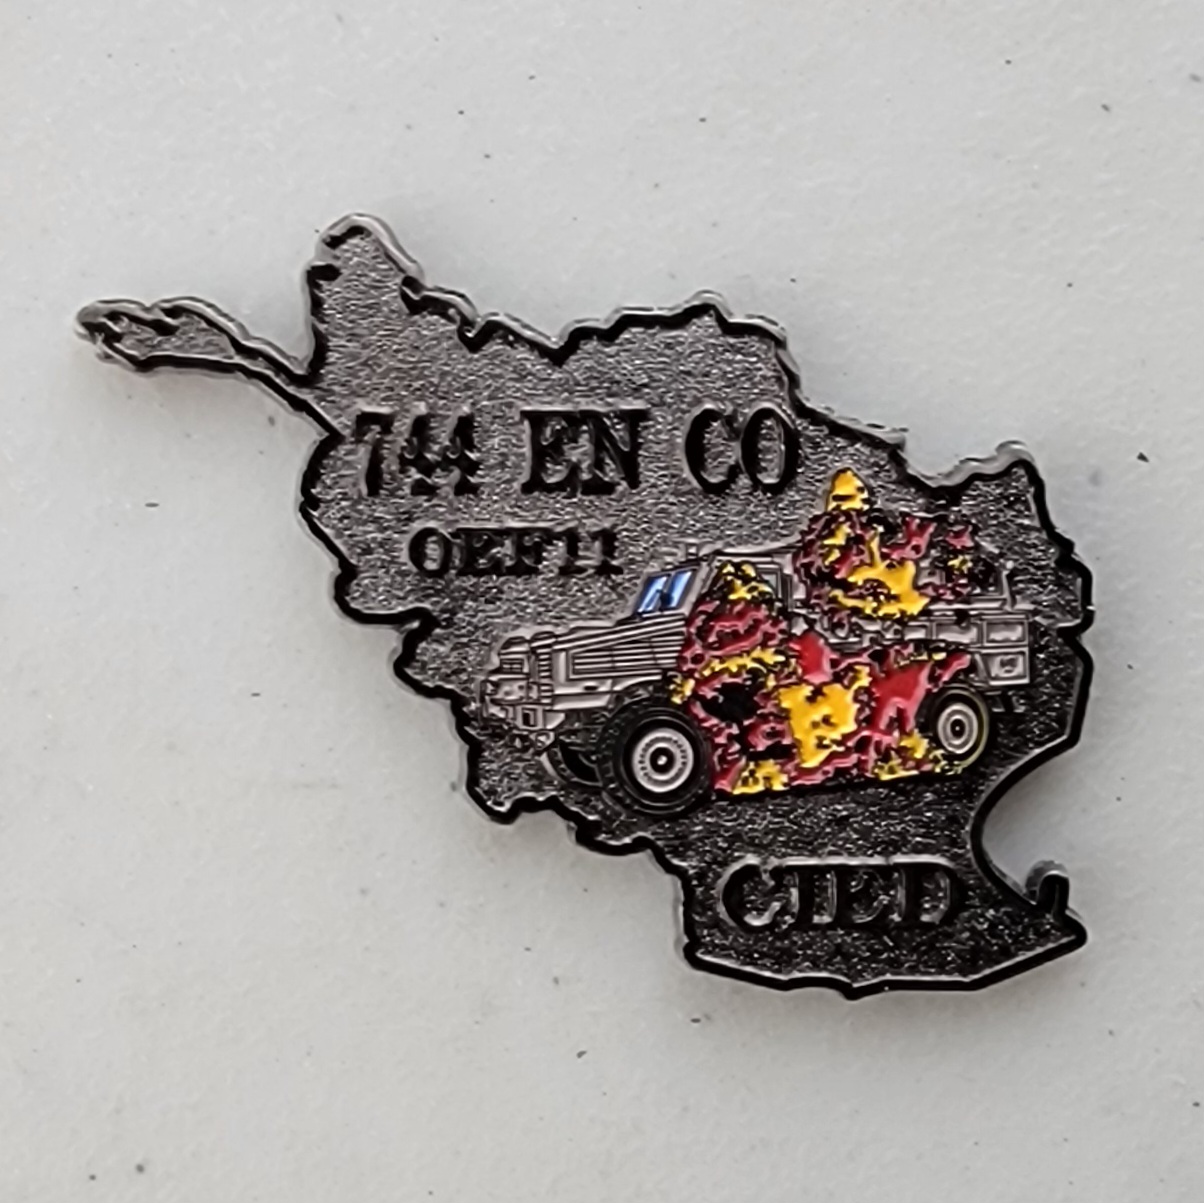 744 EN CO
OEF11
CIED